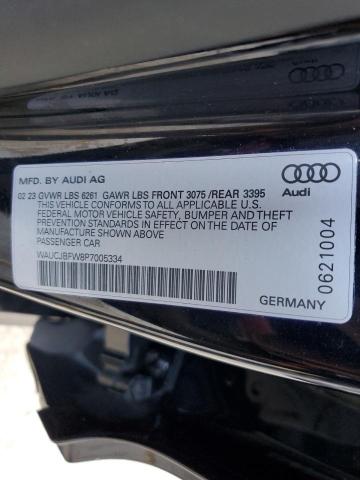 MFD. BY AUDI AG
02 23 GVWR LBS 6261 GAWR LBS FRONT 3075 /REAR 3395
THIS VEHICLE CONFORMS TO ALL APPLICABLE U.S.
FEDERAL MOTOR VEHICLE SAFETY, BUMPER AND THEFT
PREVENTION STANDARDS IN EFFECT ON THE DATE OF
MANUFACTURE SHOWN ABOVE
PASSENGER CAR
WAUCJBFW8P7005334
Audi
GERMANY
0621004